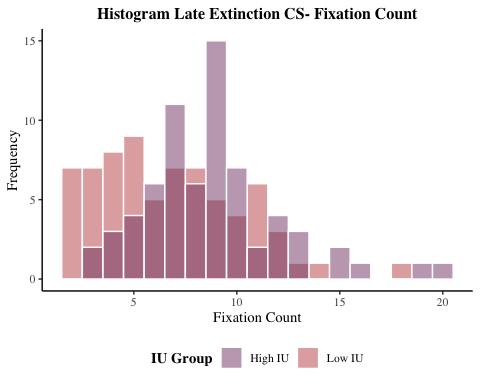 Histogram Late Extinction CS- Fixation Count
15
10
5
0
Frequency
5 10 15 20
Fixation Count
IU Group High IU Low IU